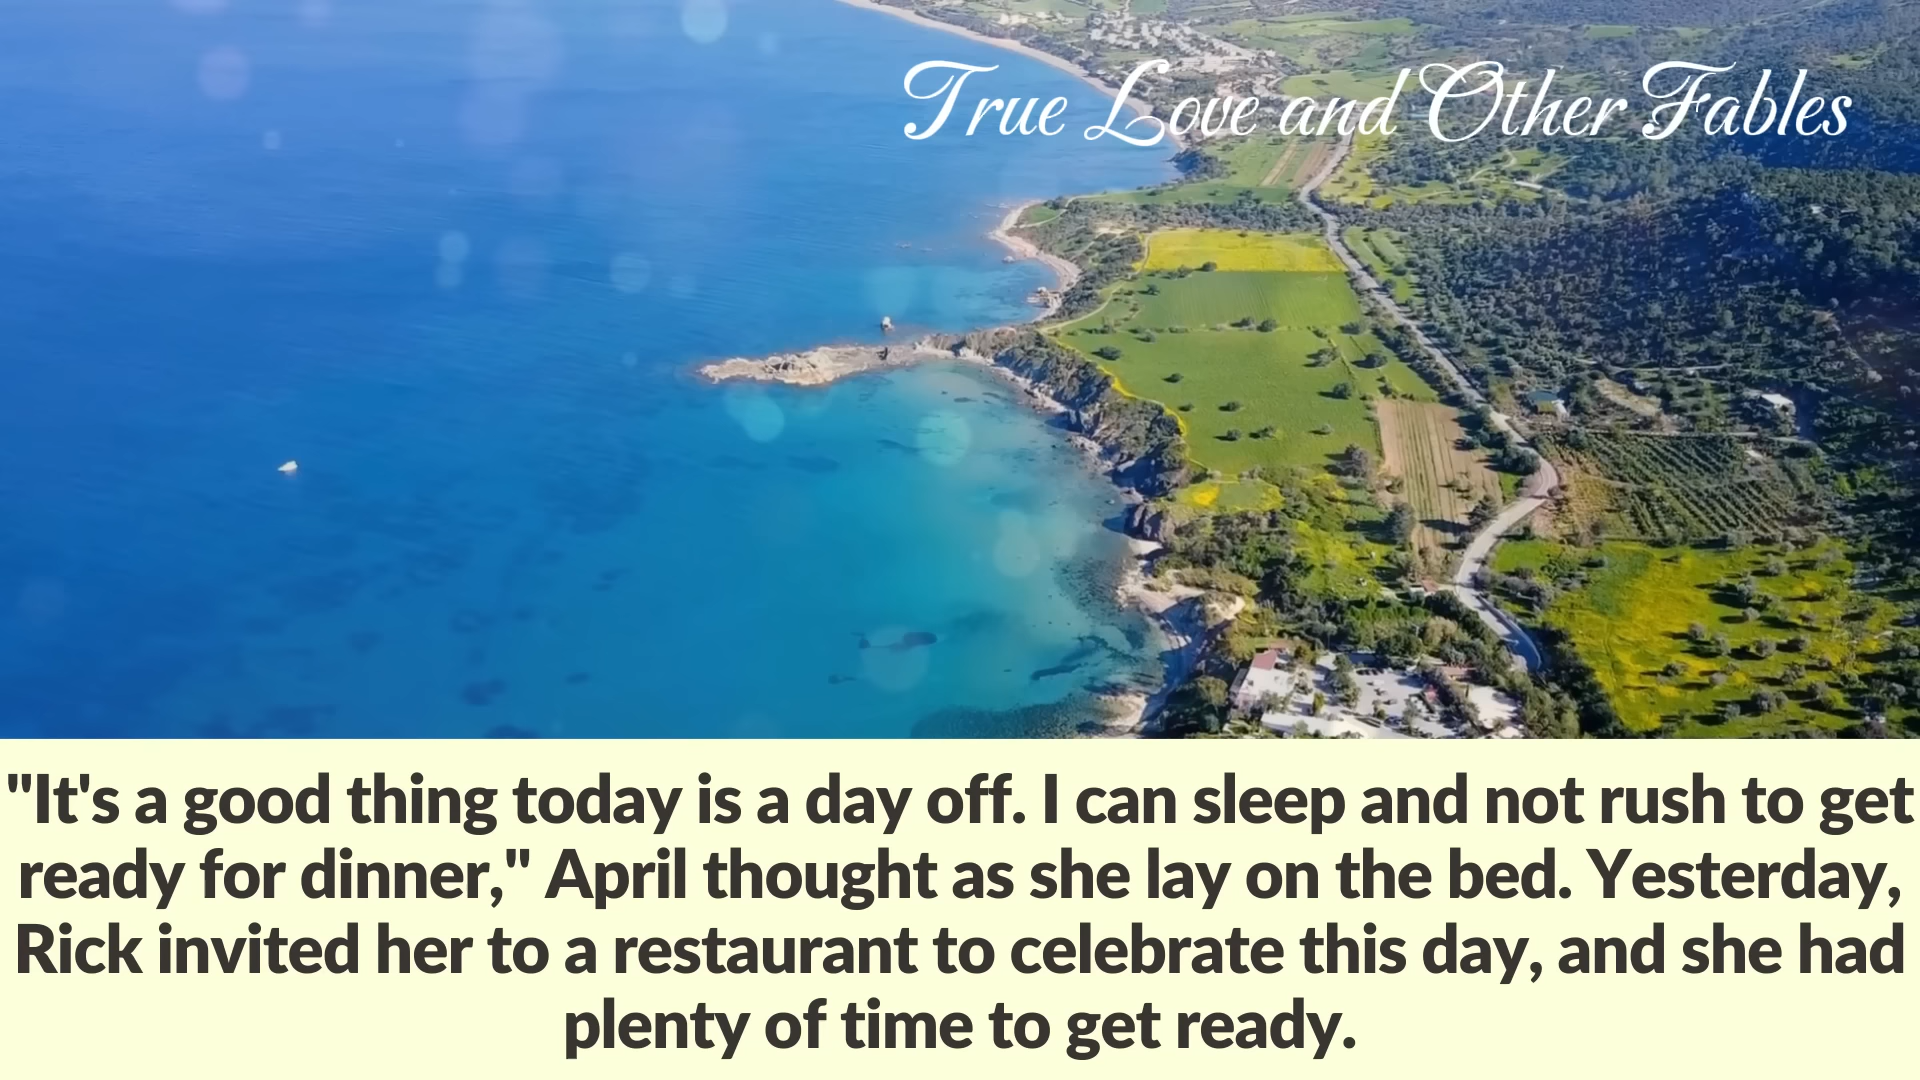 True Love and Other Fables
"It's a good thing today is a day off. I can sleep and not rush to get
ready for dinner," April thought as she lay on the bed. Yesterday,
Rick invited her to a restaurant to celebrate this day, and she had
plenty of time to get ready.